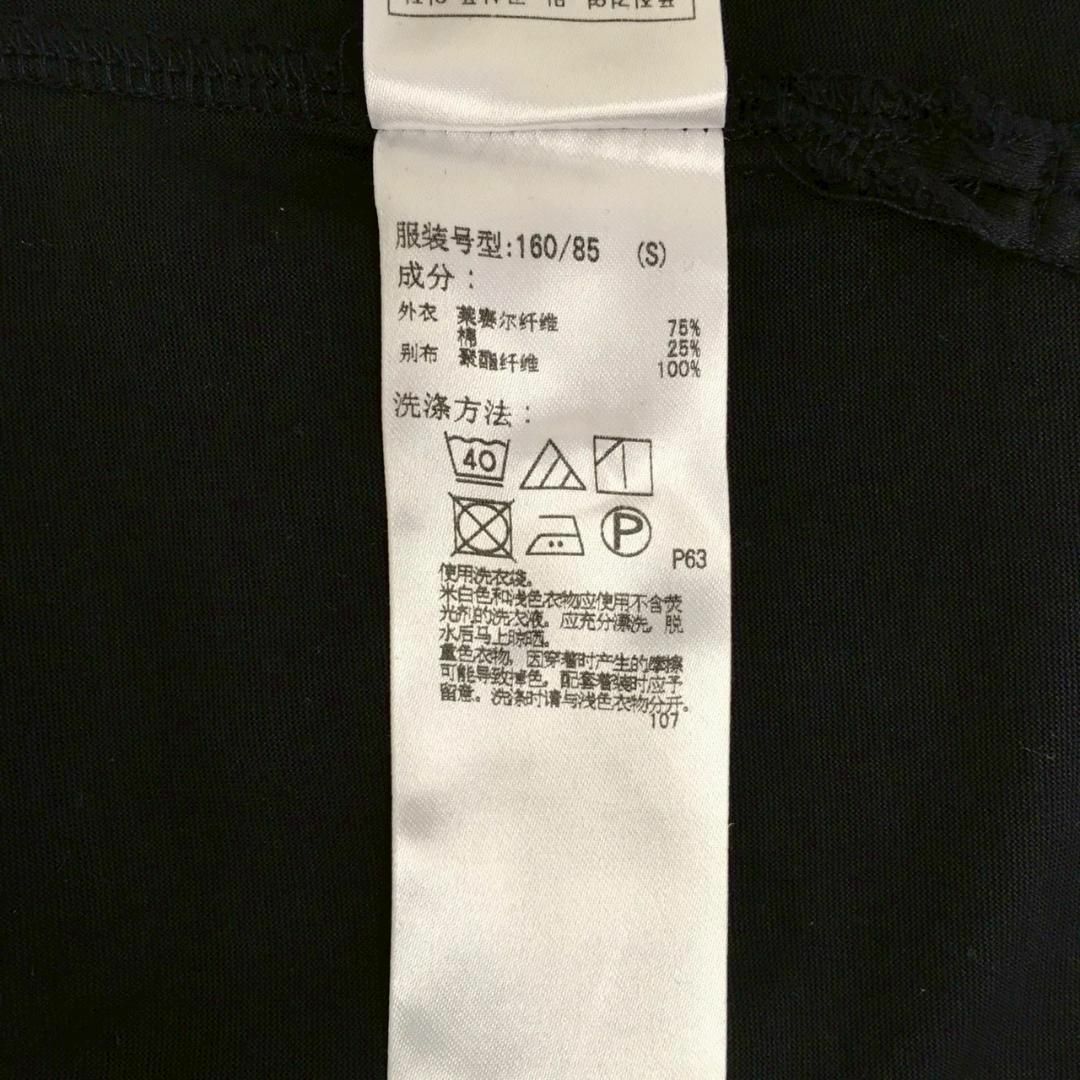 服装号型:160/85 (S)
成分:
外衣 莱赛尔纤维 75%
棉 25%
别布 聚酯纤维 100%
洗涤方法:
40
P
P63
使用洗衣袋。
米白色和浅色衣物应使用不含荧
光剂的洗衣液。应充分漂洗，脱
水后马上晾晒。
重色衣物，因穿着时产生的摩擦
可能导致掉色，配套着装时应予
留意。洗涤时请与浅色衣物分开。
107